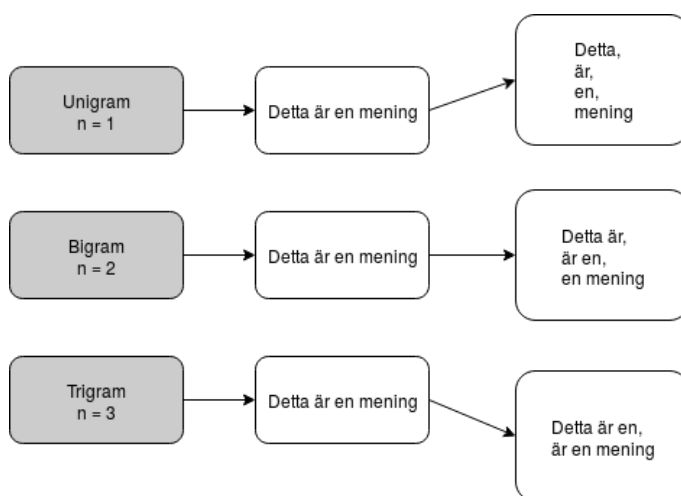 Unigram
n = 1
Detta är en mening
Detta,
är,
en,
mening
Bigram
n = 2
Detta är en mening
Detta är,
är en,
en mening
Trigram
n = 3
Detta är en mening
Detta är en,
är en mening